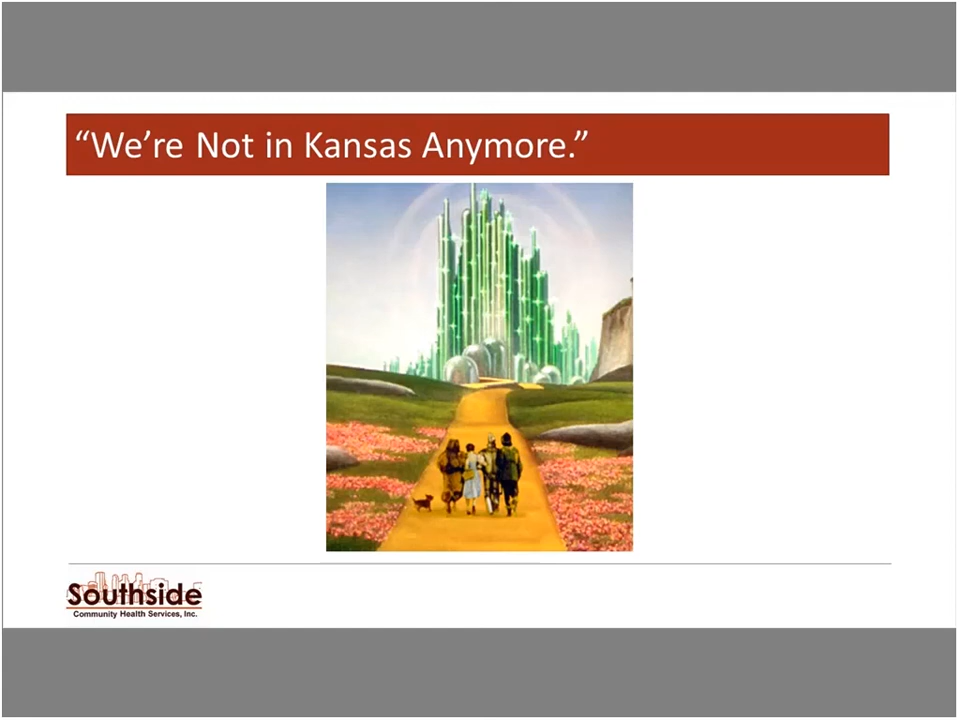 “We’re Not in Kansas Anymore.”
Southside
Community Health Services, Inc.